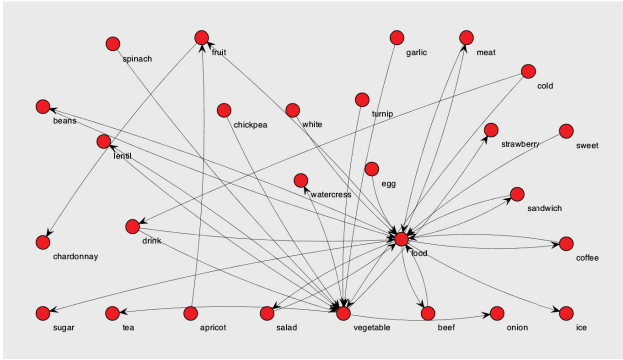 fruit
garlic
meat
spinach
cold
beans
chickpea
white
turnip
strawberry
sweet
lentil
egg
watercress
sandwich
drink
food
chardonnay
coffee
sugar
tea
apricot
salad
vegetable
beef
onion
ice